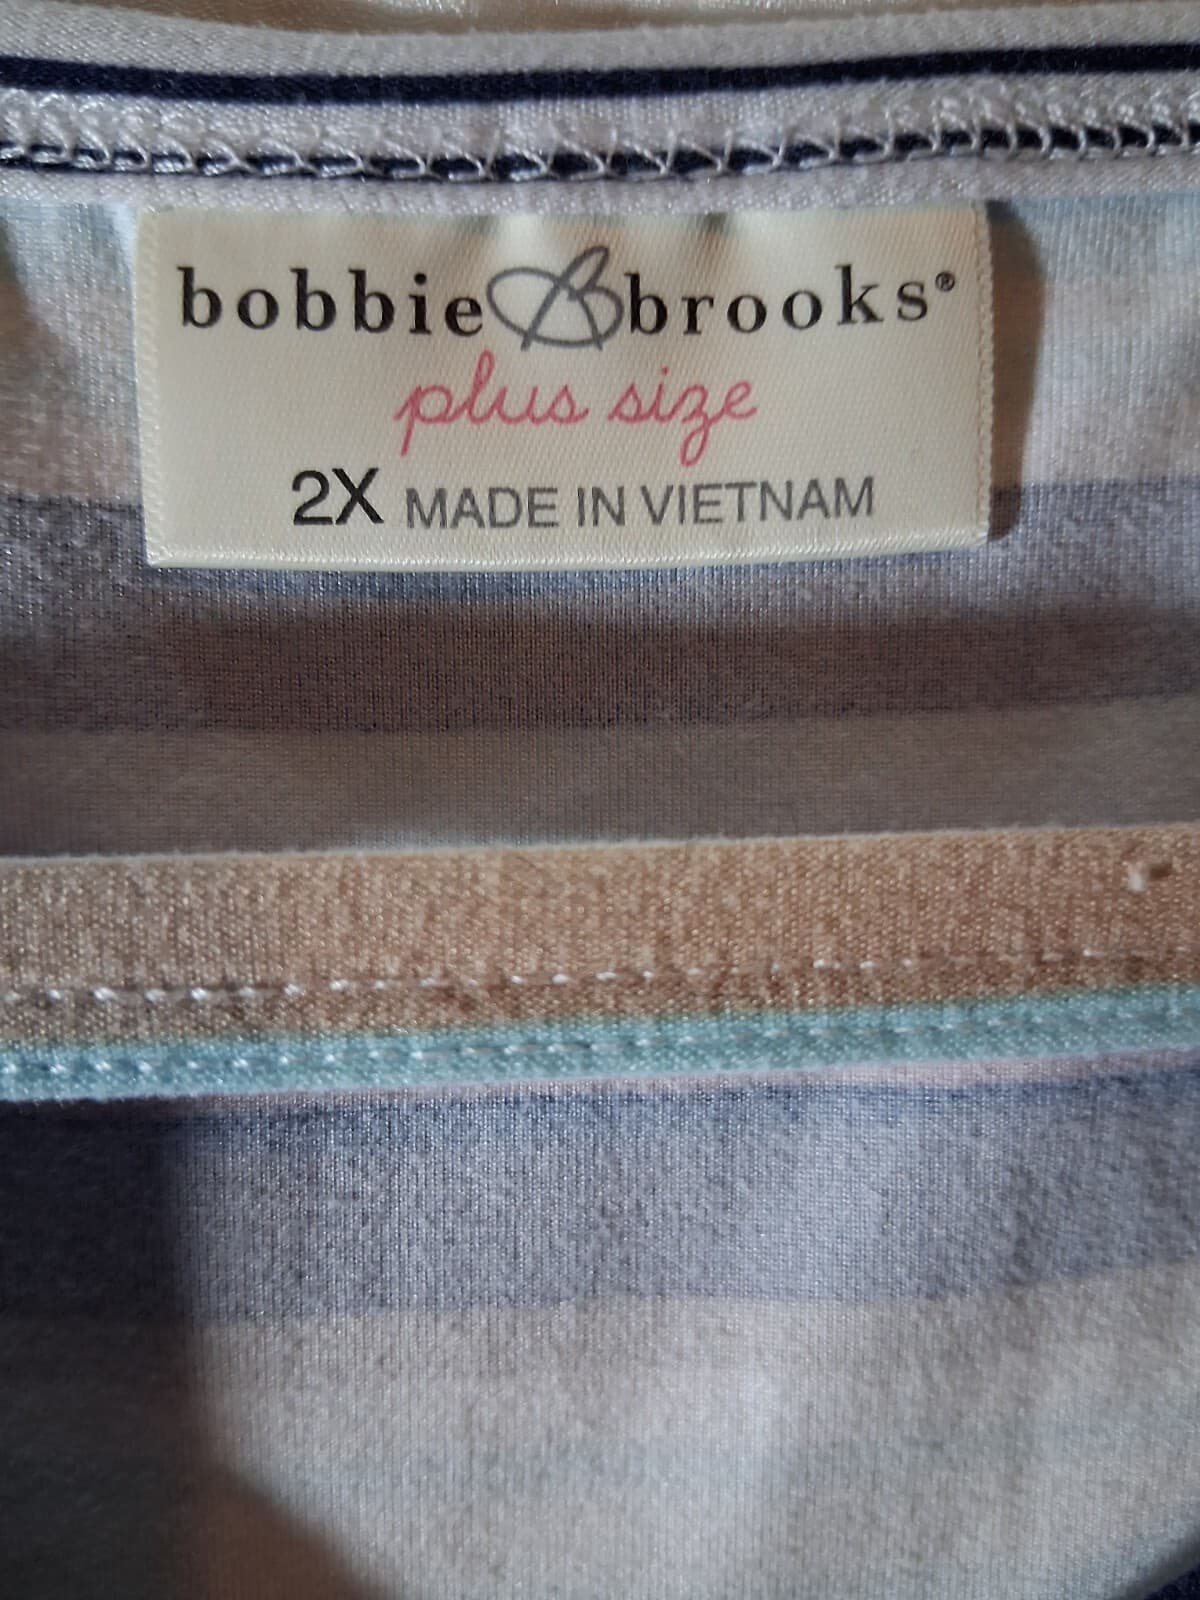 bobbie B brooks®
plus size
2X MADE IN VIETNAM